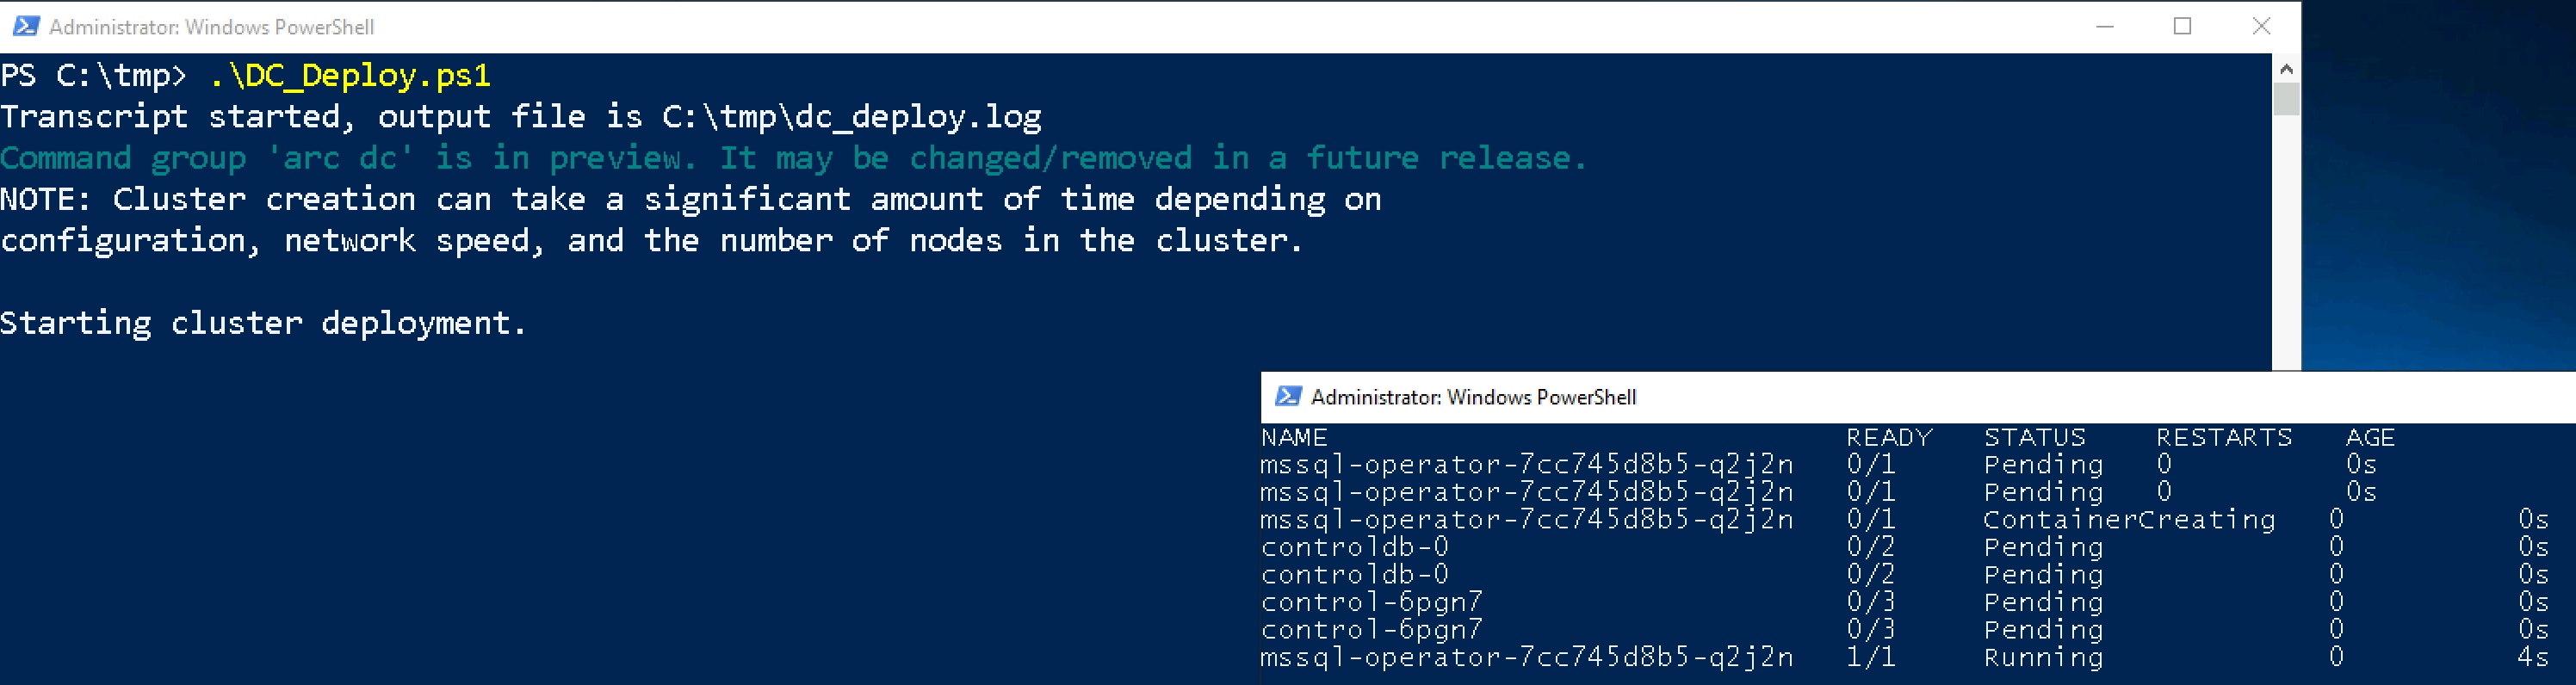 Administrator: Windows PowerShell
PS C:\tmp> .\DC_Deploy.ps1
Transcript started, output file is C:\tmp\dc_deploy.log
Command group 'arc dc' is in preview. It may be changed/removed in a future release.
NOTE: Cluster creation can take a significant amount of time depending on
configuration, network speed, and the number of nodes in the cluster.
Starting cluster deployment.
Administrator: Windows PowerShell
NAME READY STATUS RESTARTS AGE
mssql-operator-7cc745d8b5-q2j2n 0/1 Pending 0 0s
mssql-operator-7cc745d8b5-q2j2n 0/1 Pending 0 0s
mssql-operator-7cc745d8b5-q2j2n 0/1 ContainerCreating 0 0s
controldb-0 0/2 Pending 0 0s
controldb-0 0/2 Pending 0 0s
control-6pgn7 0/3 Pending 0 0s
control-6pgn7 0/3 Pending 0 0s
mssql-operator-7cc745d8b5-q2j2n 1/1 Running 0 4s